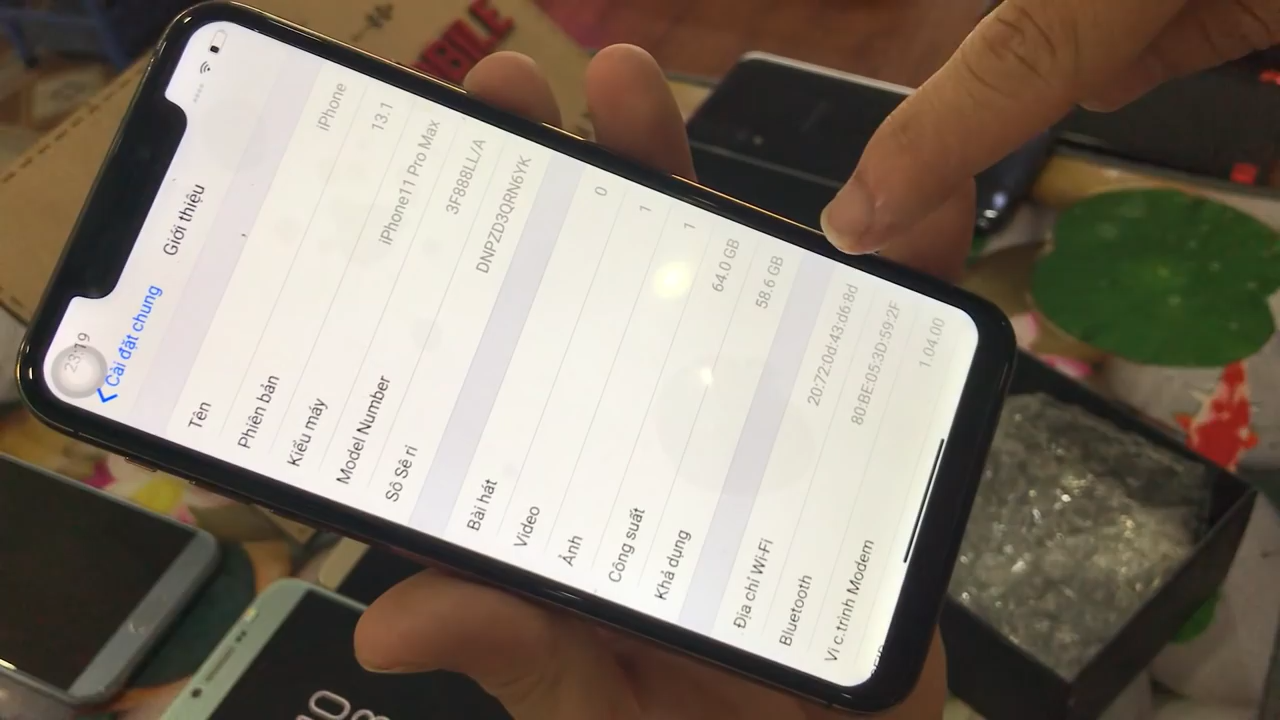 23:19
Cài đặt chung
Giới thiệu
Tên iPhone
Phiên bản 13.1
Kiểu máy iPhone11 Pro Max
Model Number 3F888LL/A
Số Sê ri DNPZD3QRN6YK
Bài hát 0
Video 1
Ảnh 1
Công suất 64.0 GB
Khả dụng 58.6 GB
Địa chỉ Wi-Fi 20:72:0d:43:d6:8d
Bluetooth 80:BE:05:3D:59:2F
Vi c.trình Modem 1.04.00